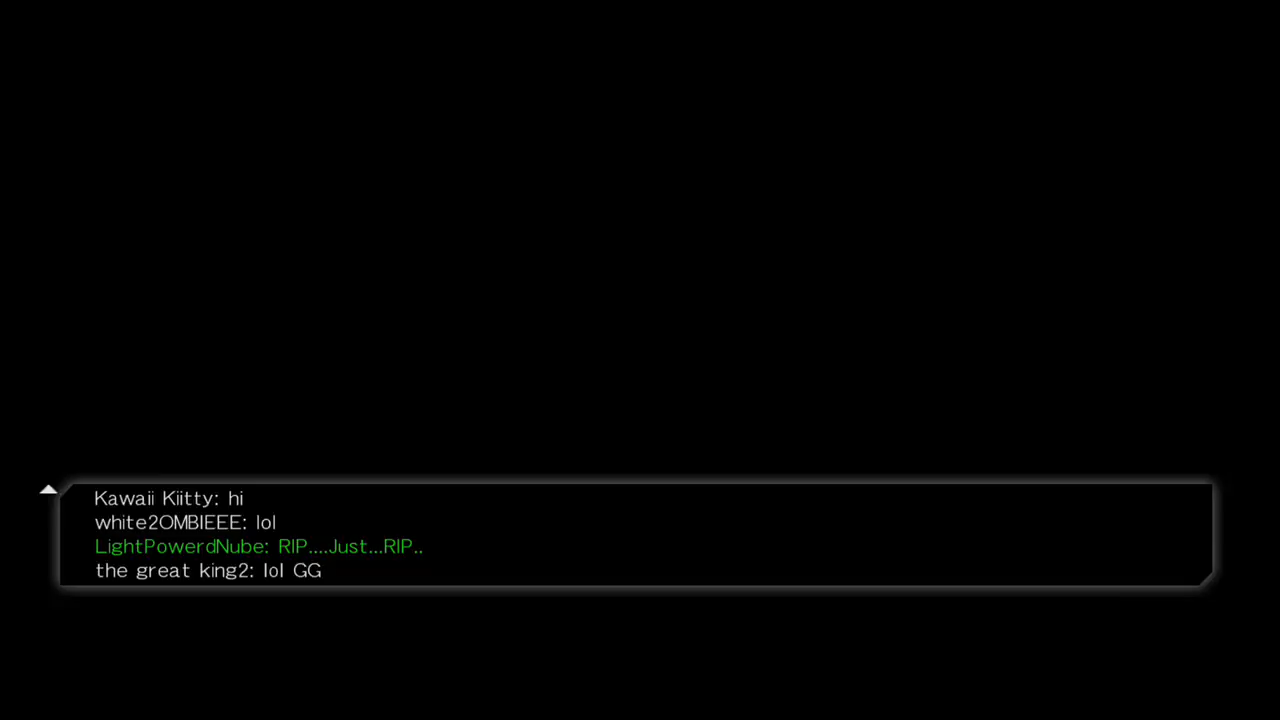 Kawaii Kiitty: hi
white2OMBIEEE: lol
LightPowerdNube: RIP....Just...RIP..
the great king2: lol GG